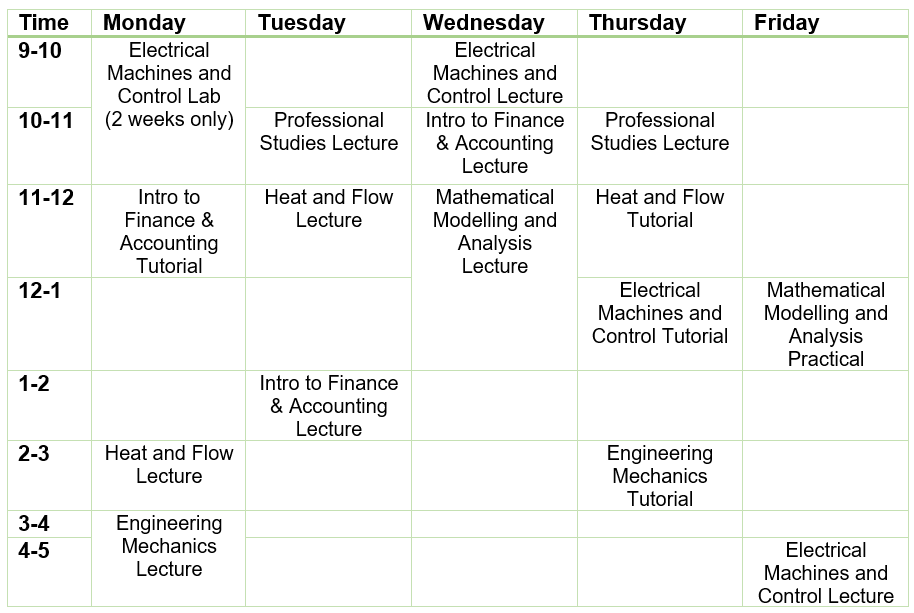 Time Monday Tuesday Wednesday Thursday Friday
9-10
Electrical
Machines and
Control Lab
(2 weeks only)
Electrical
Machines and
Control Lecture
10-11
Professional
Studies Lecture
Intro to Finance
& Accounting
Lecture
Professional
Studies Lecture
11-12
Intro to
Finance &
Accounting
Tutorial
Heat and Flow
Lecture
Mathematical
Modelling and
Analysis
Lecture
Heat and Flow
Tutorial
12-1
Electrical
Machines and
Control Tutorial
Mathematical
Modelling and
Analysis
Practical
1-2
Intro to Finance
& Accounting
Lecture
2-3
Heat and Flow
Lecture
Engineering
Mechanics
Tutorial
3-4
Engineering
Mechanics
Lecture
4-5
Electrical
Machines and
Control Lecture